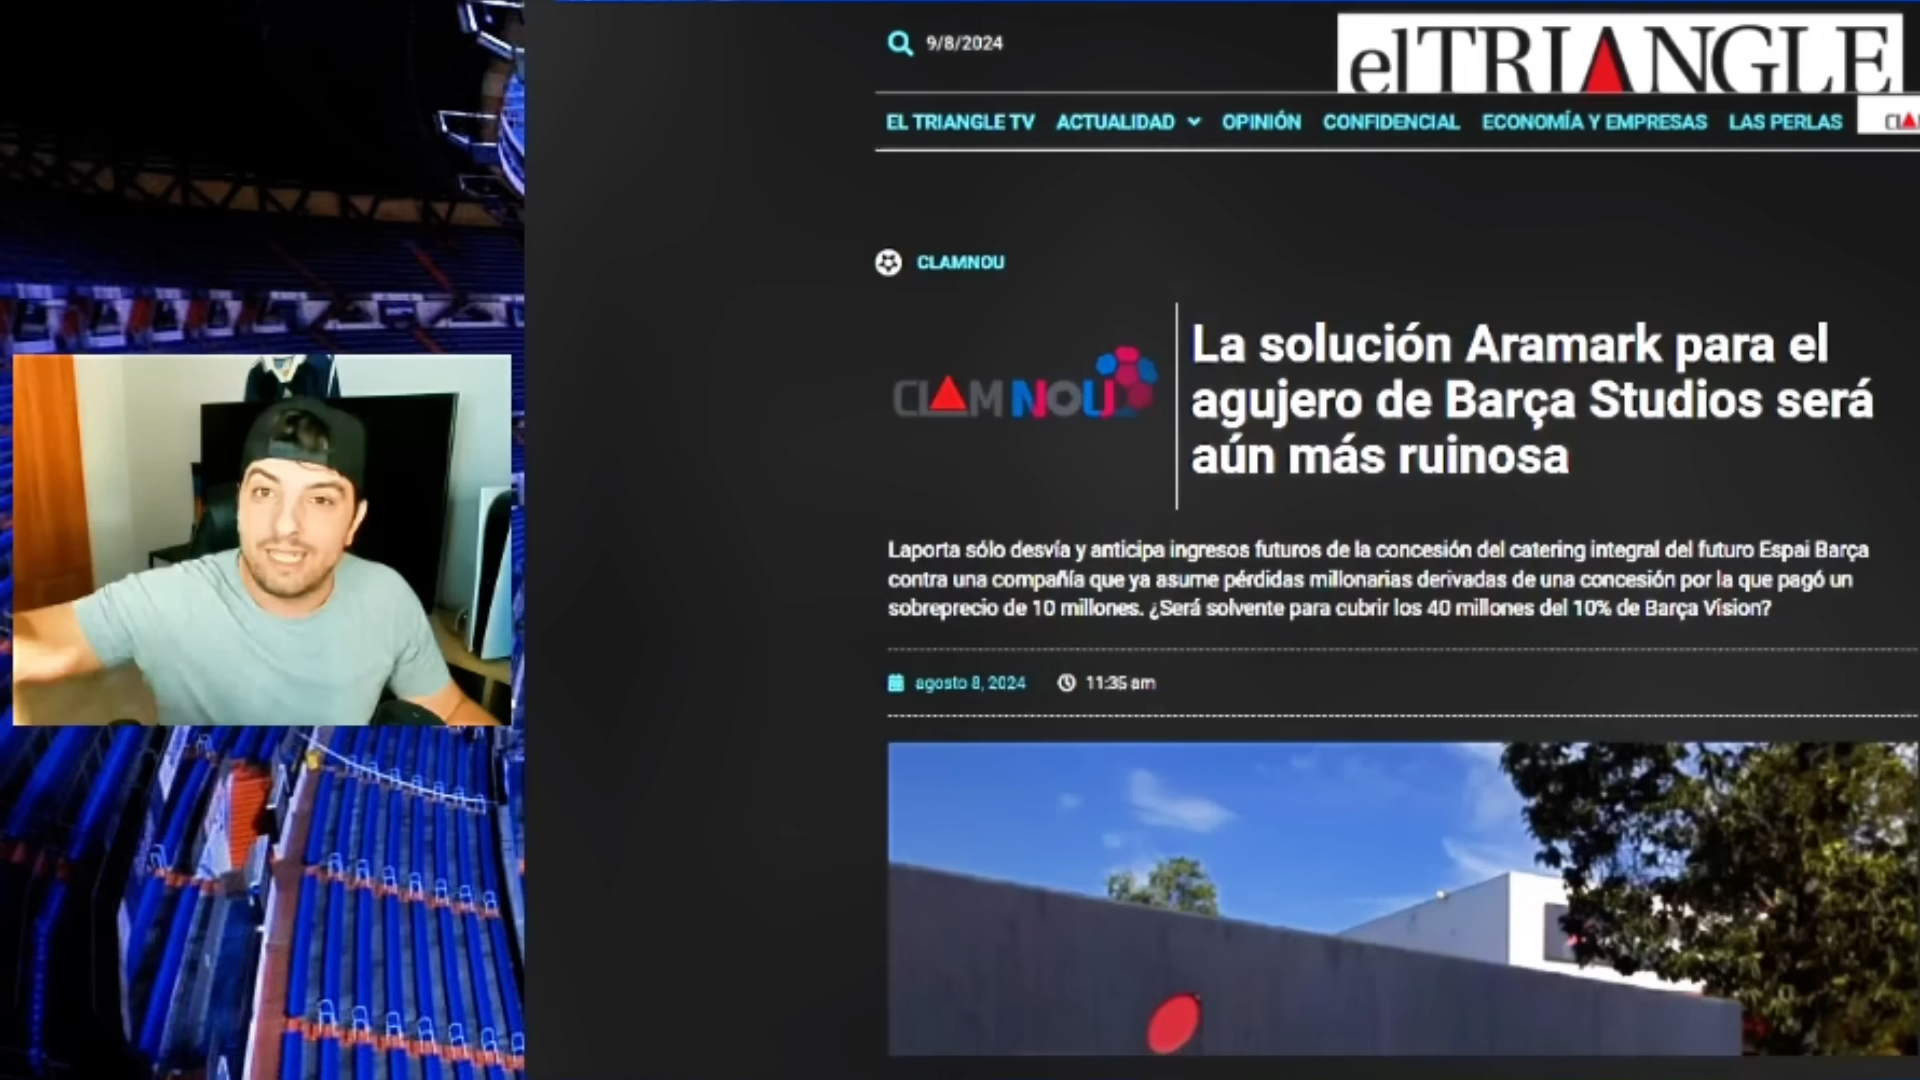 9/8/2024
elTRIANGLE
EL TRIANGLE TV ACTUALIDAD OPINIÓN CONFIDENCIAL ECONOMÍA Y EMPRESAS LAS PERLAS
CLAMNOU
CLAM NOU
La solución Aramark para el
agujero de Barça Studios será
aún más ruinosa
Laporta sólo desvía y anticipa ingresos futuros de la concesión del catering integral del futuro Espai Barça
contra una compañía que ya asume pérdidas millonarias derivadas de una concesión por la que pagó un
sobreprecio de 10 millones. ¿Será solvente para cubrir los 40 millones del 10% de Barça Vision?
agosto 8, 2024 11:35 am